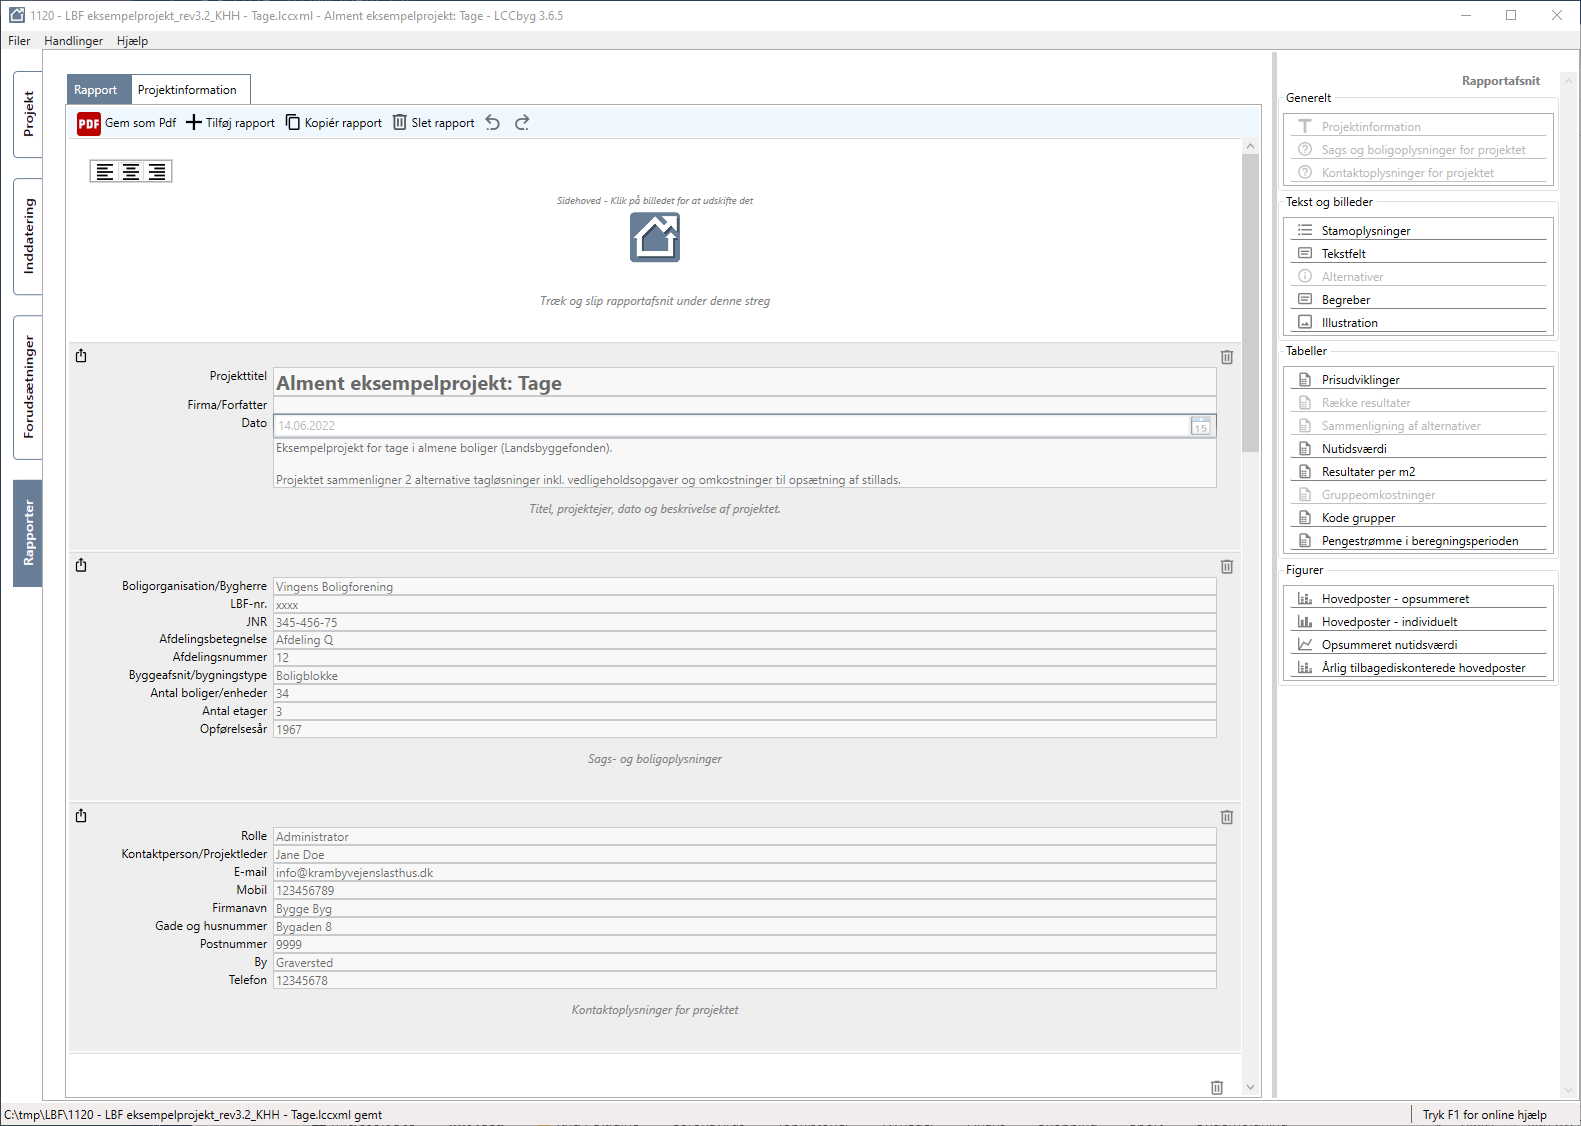 1120 - LBF eksempelprojekt_rev3.2_KHH - Tage.lccxml - Alment eksempelprojekt: Tage - LCCbyg 3.6.5
Filer Handlinger Hjælp
Projekt
Inddatering
Forudsætninger
Rapporter
Rapport Projektinformation
PDF Gem som Pdf Tilføj rapport Kopiér rapport Slet rapport
Sidehoved - Klik på billedet for at udskifte det
Træk og slip rapportafsnit under denne streg
Projekttitel Alment eksempelprojekt: Tage
Firma/Forfatter
Dato 14.06.2022 15
Eksempelprojekt for tage i almene boliger (Landsbyggefonden).
Projektet sammenligner 2 alternative tagløsninger inkl. vedligeholdsopgaver og omkostninger til opsætning af stillads.
Titel, projektejer, dato og beskrivelse af projektet.
Boligorganisation/Bygherre Vingens Boligforening
LBF-nr. xxxx
JNR 345-456-75
Afdelingsbetegnelse Afdeling Q
Afdelingsnummer 12
Byggeafsnit/bygningstype Boligblokke
Antal boliger/enheder 34
Antal etager 3
Opførelsesår 1967
Sags- og boligoplysninger
Rolle Administrator
Kontaktperson/Projektleder Jane Doe
E-mail info@krambyvejenslasthus.dk
Mobil 123456789
Firmanavn Bygge Byg
Gade og husnummer Bygaden 8
Postnummer 9999
By Graversted
Telefon 12345678
Kontaktoplysninger for projektet
Rapportafsnit
Generelt
Projektinformation
Sags og boligoplysninger for projektet
Kontaktoplysninger for projektet
Tekst og billeder
Stamoplysninger
Tekstfelt
Alternativer
Begreber
Illustration
Tabeller
Prisudviklinger
Række resultater
Sammenligning af alternativer
Nutidsværdi
Resultater per m2
Gruppeomkostninger
Kode grupper
Pengestrømme i beregningsperioden
Figurer
Hovedposter - opsummeret
Hovedposter - individuelt
Opsummeret nutidsværdi
Årlig tilbagediskonterede hovedposter
C:\tmp\LBF\1120 - LBF eksempelprojekt_rev3.2_KHH - Tage.lccxml gemt
Tryk F1 for online hjælp